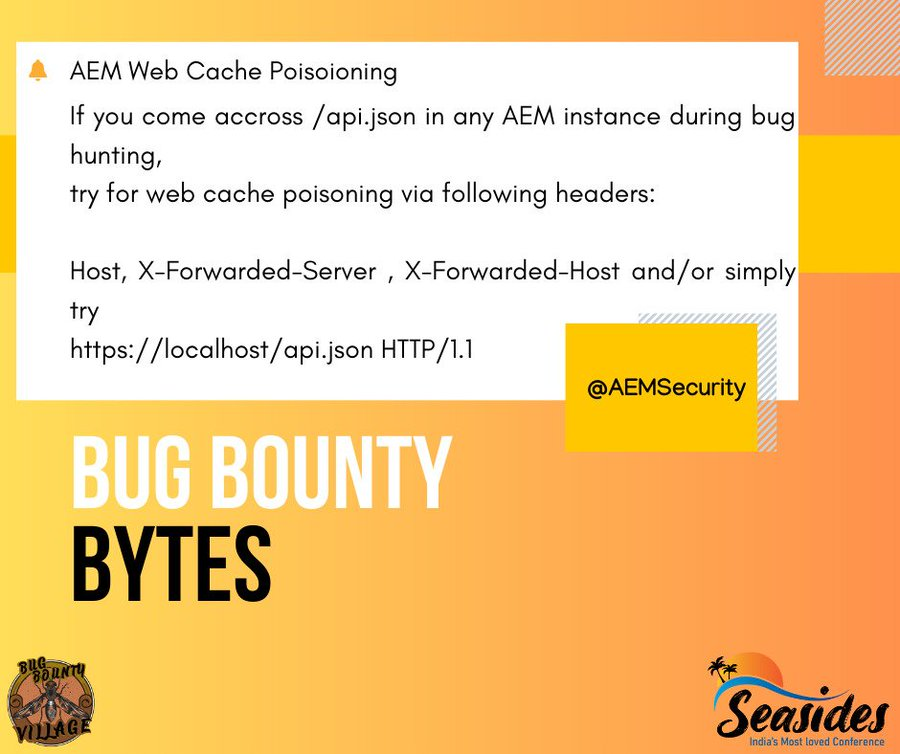 AEM Web Cache Poisoioning
If you come accross /api.json in any AEM instance during bug
hunting,
try for web cache poisoning via following headers:
Host, X-Forwarded-Server , X-Forwarded-Host and/or simply
try
https://localhost/api.json HTTP/1.1
@AEMSecurity
BUG BOUNTY
BYTES
BUG
BOUNTY
VILLAGE
Seasides
India's Most loved Conference